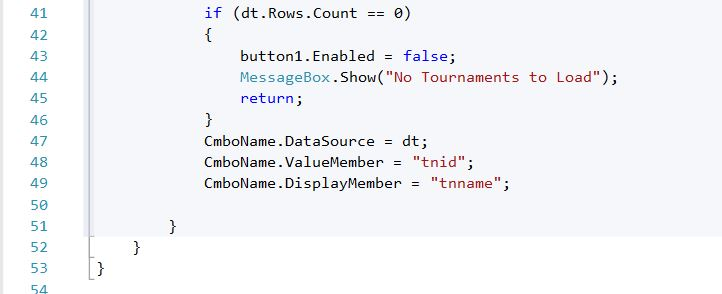 41 if (dt.Rows.Count == 0)
42 {
43 button1.Enabled = false;
44 MessageBox.Show("No Tournaments to Load");
45 return;
46 }
47 CmboName.DataSource = dt;
48 CmboName.ValueMember = "tnid";
49 CmboName.DisplayMember = "tnname";
50
51 }
52 }
53 }
54